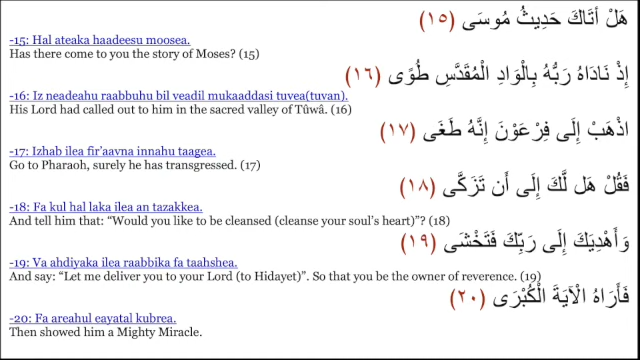 هَلْ أتَاكَ حَدِيثُ مُوسَى (١٥)
-15: Hal ateaka haadeesu moosea.
Has there come to you the story of Moses? (15)
إِذْ نَادَاهُ رَبُّهُ بِالْوَادِ الْمُقَدَّسِ طُوًى (١٦)
-16: Iz neadeahu raabbuhu bil veadil mukaaddasi tuvea(tuvan).
His Lord had called out to him in the sacred valley of Tûwâ. (16)
اذْهَبْ إِلَى فِرْعَوْنَ إِنَّهُ طَغَى (١٧)
-17: Izhab ilea fir’aavna innahu taagea.
Go to Pharaoh, surely he has transgressed. (17)
فَقُلْ هَل لَّكَ إِلَى أَن تَزَكَّى (١٨)
-18: Fa kul hal laka ilea an tazakkea.
And tell him that: “Would you like to be cleansed (cleanse your soul’s heart)”? (18)
وَأَهْدِيَكَ إِلَى رَبِّكَ فَتَخْشَى (١٩)
-19: Va ahdiyaka ilea raabbika fa taahshea.
And say: “Let me deliver you to your Lord (to Hidayet)”. So that you be the owner of reverence. (19)
فَأَرَاهُ الْآيَةَ الْكُبْرَى (٢٠)
-20: Fa areahul eayatal kubrea.
Then showed him a Mighty Miracle.